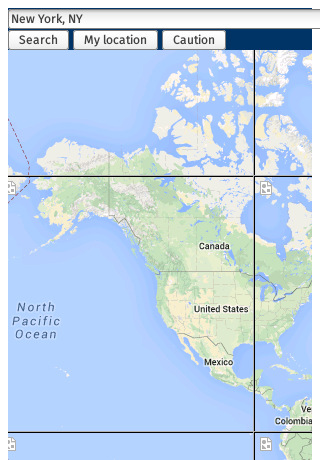 New York, NY
Search
My location
Caution
Canada
North
Pacific
Ocean
United States
Mexico
Ve
Colombia